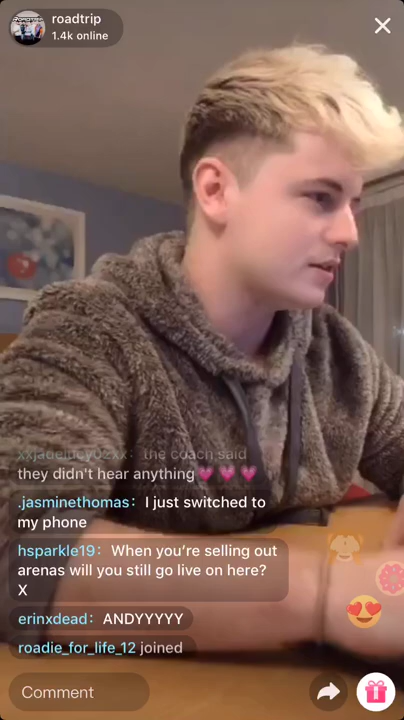 roadtrip
1.4k online
xxjadelucy02xx: the coach said
they didn't hear anything
.jasminethomas: I just switched to
my phone
hsparkle19: When you're selling out
arenas will you still go live on here?
X
erinxdead: ANDYYYYY
roadie_for_life_12 joined
Comment